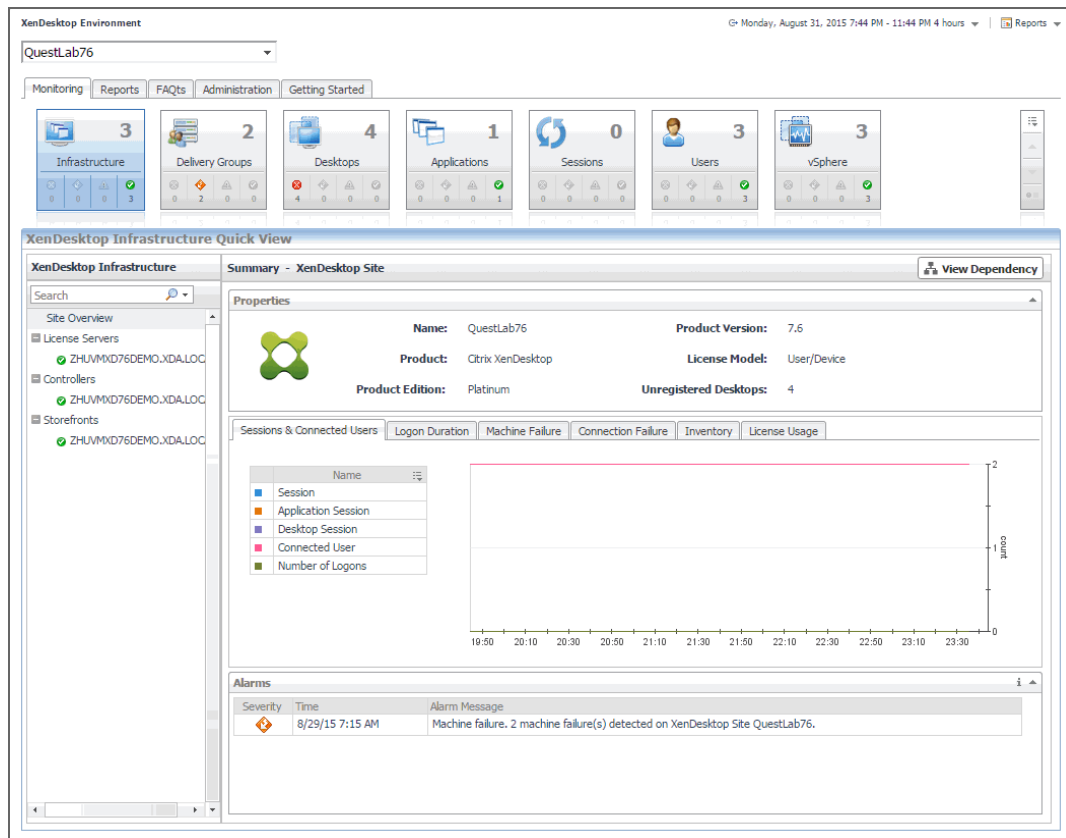 XenDesktop Environment
Monday, August 31, 2015 7:44 PM - 11:44 PM 4 hours
Reports
QuestLab76
Monitoring Reports FAQts Administration Getting Started
3 2 4 1 0 3 3
Infrastructure Delivery Groups Desktops Applications Sessions Users vSphere
0 0 0 3 0 2 0 0 4 0 0 0 0 0 0 1 0 0 0 0 0 0 0 3 0 0 0 3
XenDesktop Infrastructure Quick View
XenDesktop Infrastructure
Search
Site Overview
License Servers
ZHUVMXD76DEMO.XDA.LOC
Controllers
ZHUVMXD76DEMO.XDA.LOC
Storefronts
ZHUVMXD76DEMO.XDA.LOC
Summary - XenDesktop Site
View Dependency
Properties
Name: QuestLab76 Product Version: 7.6
Product: Citrix XenDesktop License Model: User/Device
Product Edition: Platinum Unregistered Desktops: 4
Sessions & Connected Users Logon Duration Machine Failure Connection Failure Inventory License Usage
Name
Session
Application Session
Desktop Session
Connected User
Number of Logons
2
1
0
count
19:50 20:10 20:30 20:50 21:10 21:30 21:50 22:10 22:30 22:50 23:10 23:30
Alarms
i
Severity Time Alarm Message
8/29/15 7:15 AM Machine failure. 2 machine failure(s) detected on XenDesktop Site QuestLab76.